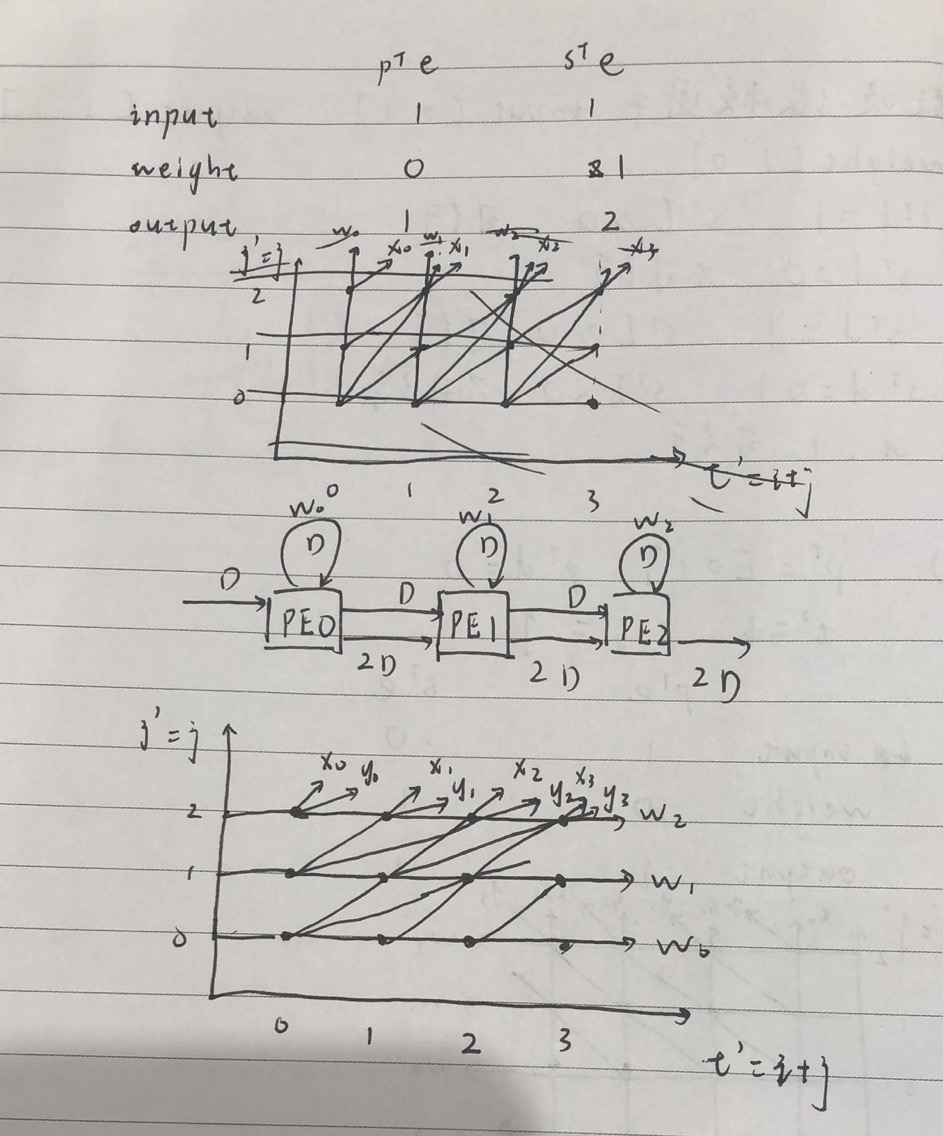 pᵀe sᵀe
input 1 1
weight 0 1
output 1 2
j'=j w₀ x₀ w₁ x₁ w₂ x₂ x₃
2
1
0
t'=i+j
0 1 2 3
w₀ w₁ w₂
D D D
D PE0 D PE1 D PE2
2D 2D 2D
j'=j
x₀ y₀ x₁ y₁ x₂ y₂ x₃ y₃
2 w₂
1 w₁
0 w₀
0 1 2 3
t'=i+j